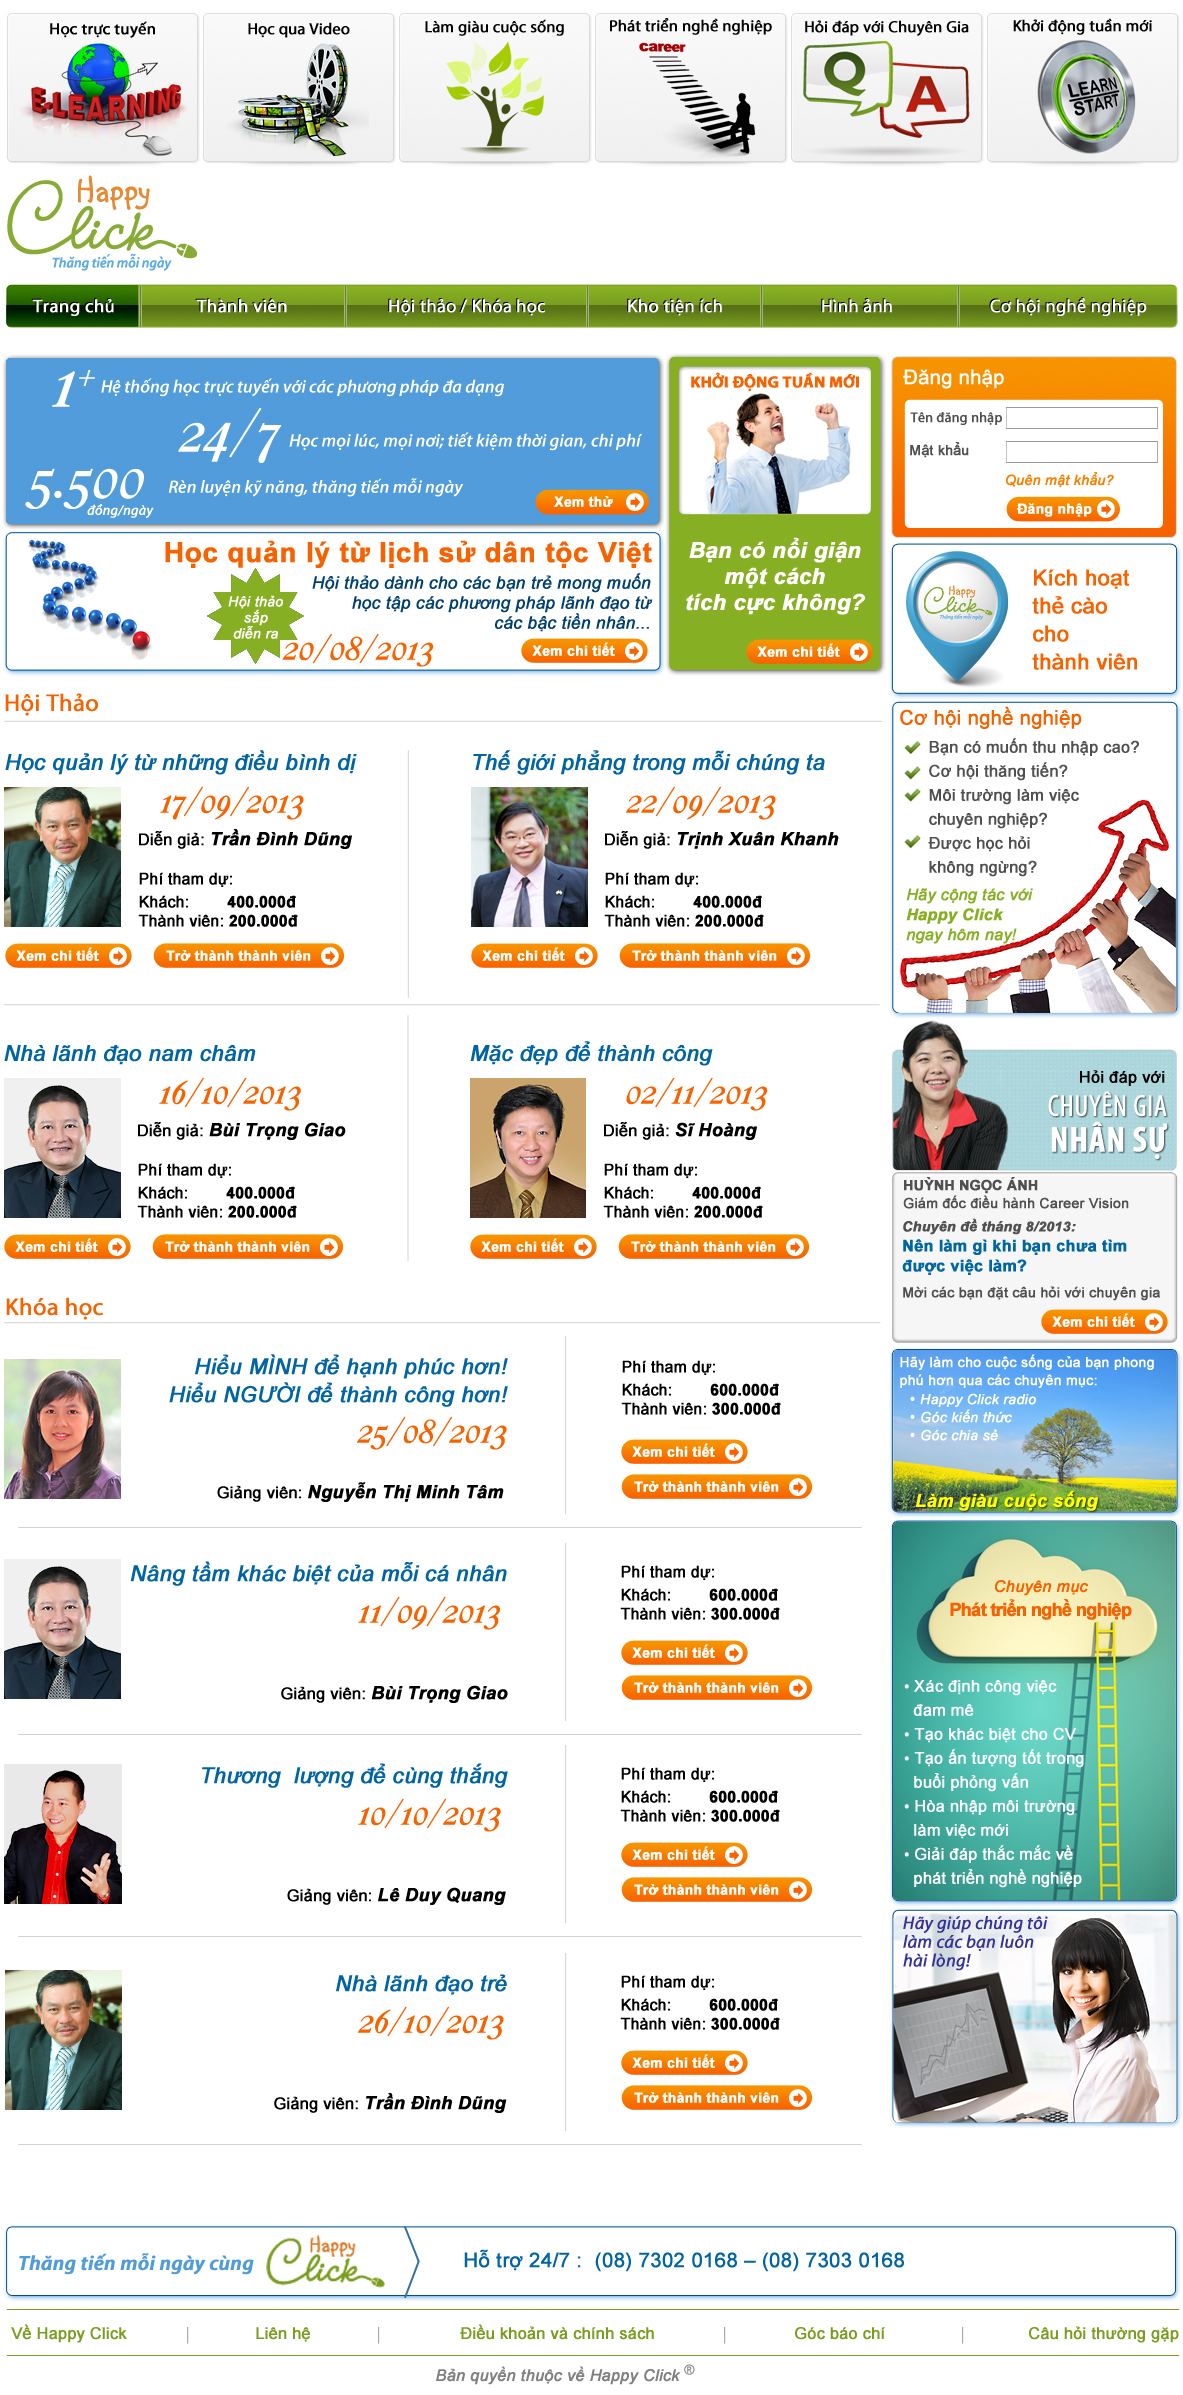 Học trực tuyến
Học qua Video
Làm giàu cuộc sống
Phát triển nghề nghiệp
Hỏi đáp với Chuyên Gia
Khởi động tuần mới
E-LEARNING
career
Q
A
LEARN
START
Happy
Click
Thăng tiến mỗi ngày
Trang chủ
Thành viên
Hội thảo / Khóa học
Kho tiện ích
Hình ảnh
Cơ hội nghề nghiệp
1+ Hệ thống học trực tuyến với các phương pháp đa dạng
24/7 Học mọi lúc, mọi nơi; tiết kiệm thời gian, chi phí
5.500 Rèn luyện kỹ năng, thăng tiến mỗi ngày
đồng/ngày
Xem thử
Học quản lý từ lịch sử dân tộc Việt
Hội thảo dành cho các bạn trẻ mong muốn
học tập các phương pháp lãnh đạo từ
các bậc tiền nhân...
Hội thảo
sắp
diễn ra
20/08/2013
Xem chi tiết
KHỞI ĐỘNG TUẦN MỚI
Bạn có nổi giận
một cách
tích cực không?
Xem chi tiết
Đăng nhập
Tên đăng nhập
Mật khẩu
Quên mật khẩu?
Đăng nhập
Happy
Click
Thăng tiến mỗi ngày
Kích hoạt
thẻ cào
cho
thành viên
Hội Thảo
Học quản lý từ những điều bình dị
17/09/2013
Diễn giả: Trần Đình Dũng
Phí tham dự:
Khách: 400.000đ
Thành viên: 200.000đ
Xem chi tiết
Trở thành thành viên
Thế giới phẳng trong mỗi chúng ta
22/09/2013
Diễn giả: Trịnh Xuân Khanh
Phí tham dự:
Khách: 400.000đ
Thành viên: 200.000đ
Xem chi tiết
Trở thành thành viên
Nhà lãnh đạo nam châm
16/10/2013
Diễn giả: Bùi Trọng Giao
Phí tham dự:
Khách: 400.000đ
Thành viên: 200.000đ
Xem chi tiết
Trở thành thành viên
Mặc đẹp để thành công
02/11/2013
Diễn giả: Sĩ Hoàng
Phí tham dự:
Khách: 400.000đ
Thành viên: 200.000đ
Xem chi tiết
Trở thành thành viên
Khóa học
Hiểu MÌNH để hạnh phúc hơn!
Hiểu NGƯỜI để thành công hơn!
25/08/2013
Giảng viên: Nguyễn Thị Minh Tâm
Phí tham dự:
Khách: 600.000đ
Thành viên: 300.000đ
Xem chi tiết
Trở thành thành viên
Nâng tầm khác biệt của mỗi cá nhân
11/09/2013
Giảng viên: Bùi Trọng Giao
Phí tham dự:
Khách: 600.000đ
Thành viên: 300.000đ
Xem chi tiết
Trở thành thành viên
Thương lượng để cùng thắng
10/10/2013
Giảng viên: Lê Duy Quang
Phí tham dự:
Khách: 600.000đ
Thành viên: 300.000đ
Xem chi tiết
Trở thành thành viên
Nhà lãnh đạo trẻ
26/10/2013
Giảng viên: Trần Đình Dũng
Phí tham dự:
Khách: 600.000đ
Thành viên: 300.000đ
Xem chi tiết
Trở thành thành viên
Cơ hội nghề nghiệp
Bạn có muốn thu nhập cao?
Cơ hội thăng tiến?
Môi trường làm việc
chuyên nghiệp?
Được học hỏi
không ngừng?
Hãy cộng tác với
Happy Click
ngay hôm nay!
Hỏi đáp với
CHUYÊN GIA
NHÂN SỰ
HUỲNH NGỌC ÁNH
Giám đốc điều hành Career Vision
Chuyên đề tháng 8/2013:
Nên làm gì khi bạn chưa tìm
được việc làm?
Mời các bạn đặt câu hỏi với chuyên gia
Xem chi tiết
Hãy làm cho cuộc sống của bạn phong
phú hơn qua các chuyên mục:
• Happy Click radio
• Góc kiến thức
• Góc chia sẻ
Làm giàu cuộc sống
Chuyên mục
Phát triển nghề nghiệp
• Xác định công việc
đam mê
• Tạo khác biệt cho CV
• Tạo ấn tượng tốt trong
buổi phỏng vấn
• Hòa nhập môi trường
làm việc mới
• Giải đáp thắc mắc về
phát triển nghề nghiệp
Hãy giúp chúng tôi
làm các bạn luôn
hài lòng!
Thăng tiến mỗi ngày cùng
Happy
Click
Hỗ trợ 24/7 : (08) 7302 0168 – (08) 7303 0168
Về Happy Click | Liên hệ | Điều khoản và chính sách | Góc báo chí | Câu hỏi thường gặp
Bản quyền thuộc về Happy Click ®